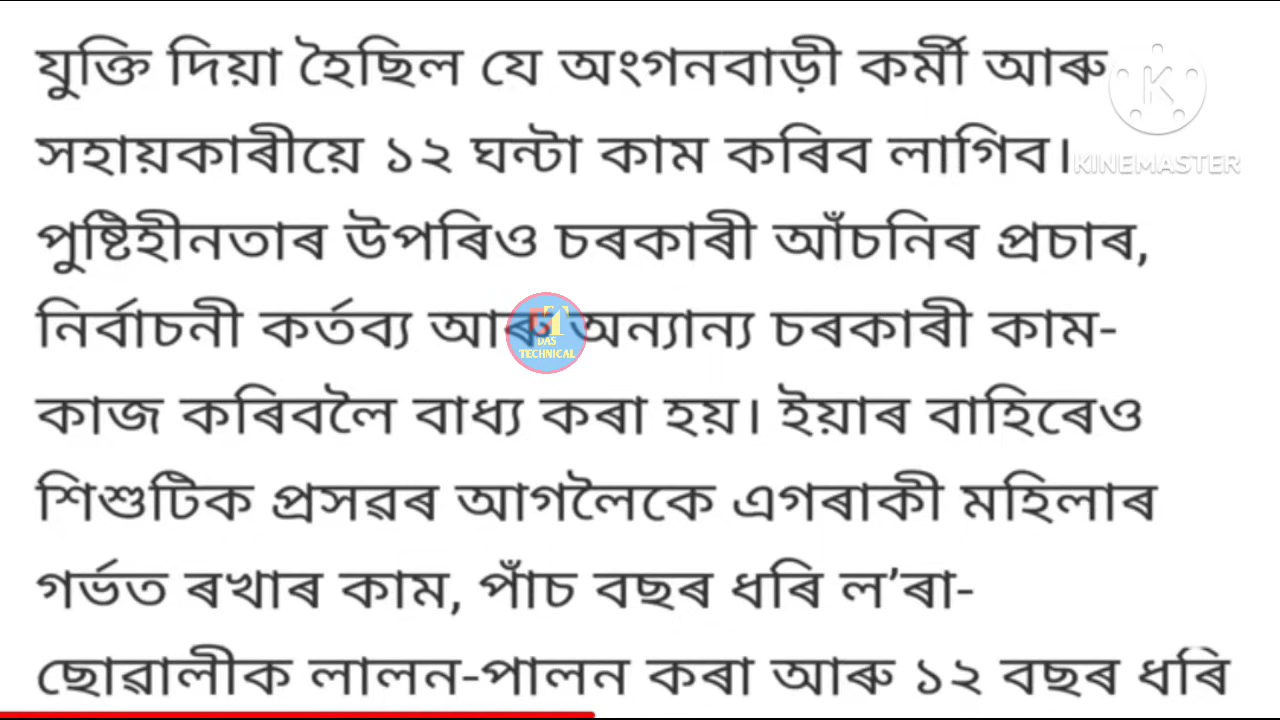 যুক্তি দিয়া হৈছিল যে অংগনবাড়ী কৰ্মী আৰু
সহায়কাৰীয়ে ১২ ঘন্টা কাম কৰিব লাগিব।
KINEMASTER
পুষ্টিহীনতাৰ উপৰিও চৰকাৰী আঁচনিৰ প্ৰচাৰ,
নিৰ্বাচনী কৰ্তব্য আৰু অন্যান্য চৰকাৰী কাম-
DAS
TECHNICAL
কাজ কৰিবলৈ বাধ্য কৰা হয়। ইয়াৰ বাহিৰেও
শিশুটিক প্ৰসৱৰ আগলৈকে এগৰাকী মহিলাৰ
গৰ্ভত ৰখাৰ কাম, পাঁচ বছৰ ধৰি ল’ৰা-
ছোৱালীক লালন-পালন কৰা আৰু ১২ বছৰ ধৰি